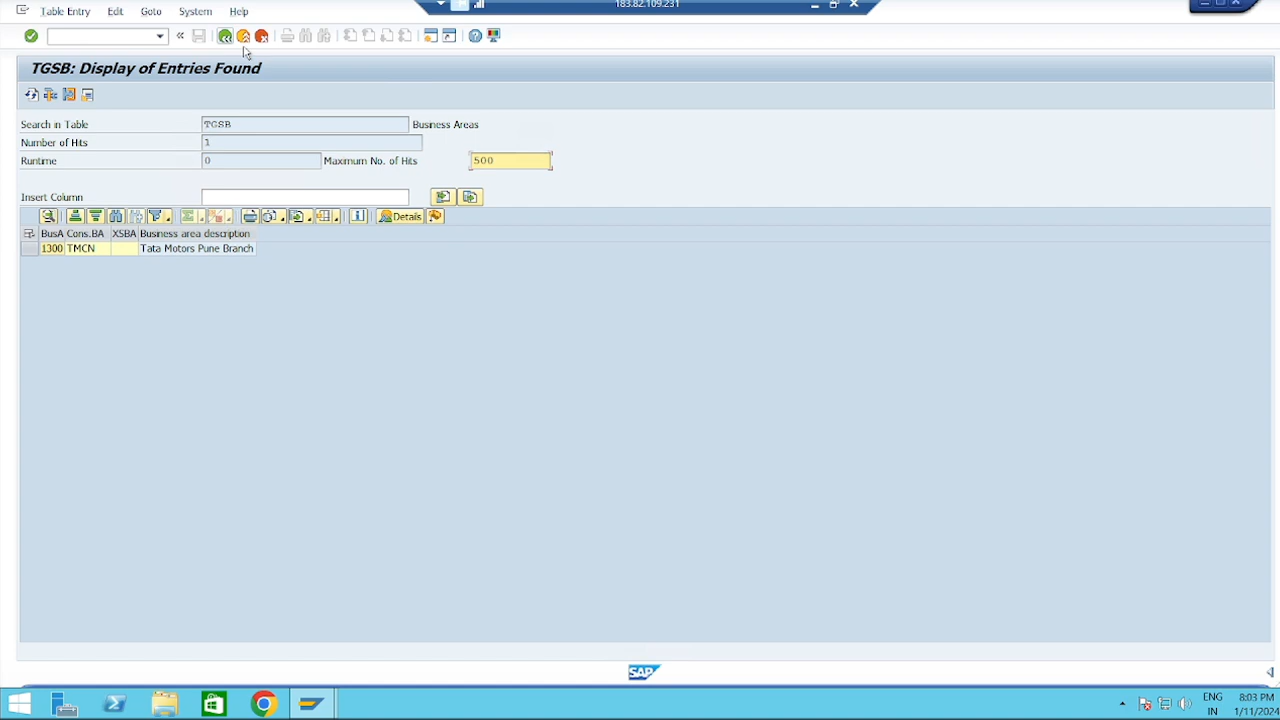 183.82.109.231
Table Entry Edit Goto System Help
TGSB: Display of Entries Found
Search in Table TGSB Business Areas
Number of Hits 1
Runtime 0 Maximum No. of Hits 500
Insert Column
Details
BusA Cons.BA XSBA Business area description
1300 TMCN Tata Motors Pune Branch
SAP
ENG 8:03 PM
IN 1/11/2024